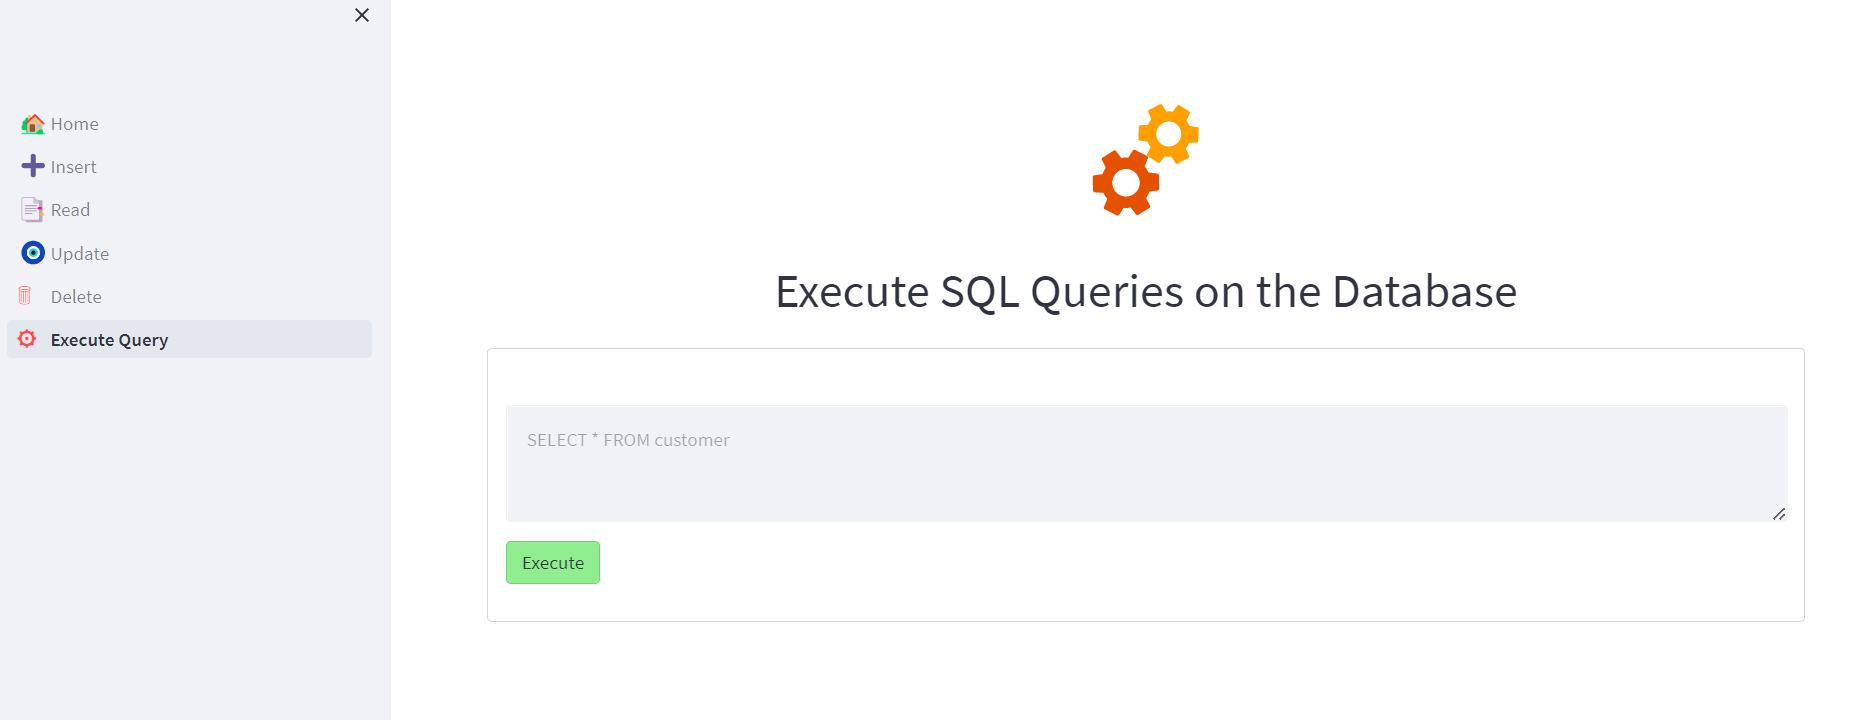 Home
Insert
Read
Update
Delete
Execute Query
Execute SQL Queries on the Database
SELECT * FROM customer
Execute